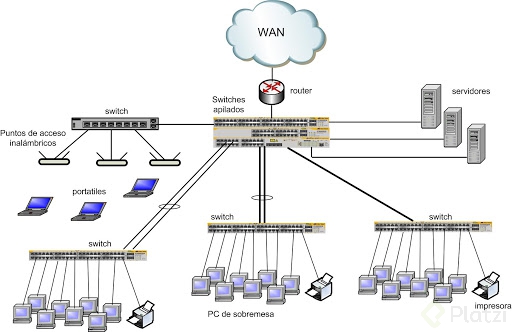 WAN
router
Switches
apilados
servidores
switch
Puntos de acceso
inalámbricos
portatiles
switch
switch
switch
PC de sobremesa
impresora
Platzi